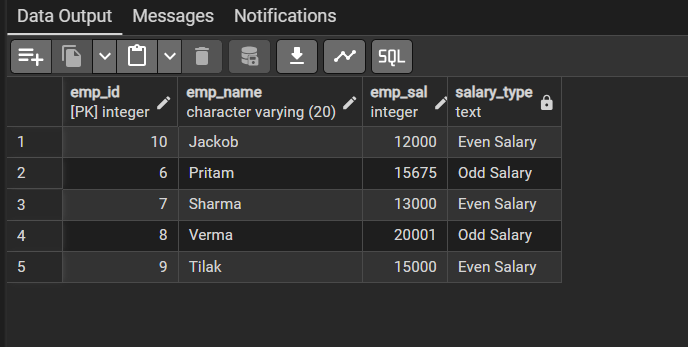 Data Output Messages Notifications
SQL
emp_id emp_name emp_sal salary_type
[PK] integer character varying (20) integer text
1 10 Jackob 12000 Even Salary
2 6 Pritam 15675 Odd Salary
3 7 Sharma 13000 Even Salary
4 8 Verma 20001 Odd Salary
5 9 Tilak 15000 Even Salary